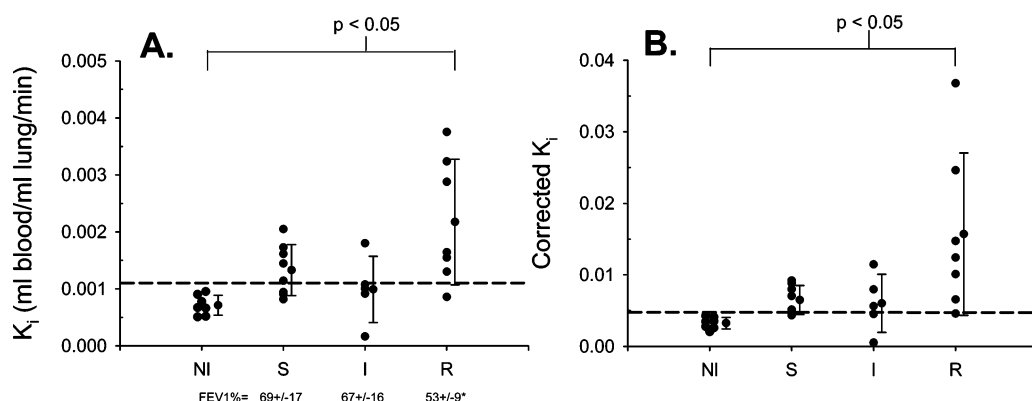 p < 0.05
A.
K_i (ml blood/ml lung/min)
0.005
0.004
0.003
0.002
0.001
0.000
NI S I R
FEV1%= 69+/-17 67+/-16 53+/-9*
p < 0.05
B.
Corrected K_i
0.04
0.03
0.02
0.01
0.00
NI S I R